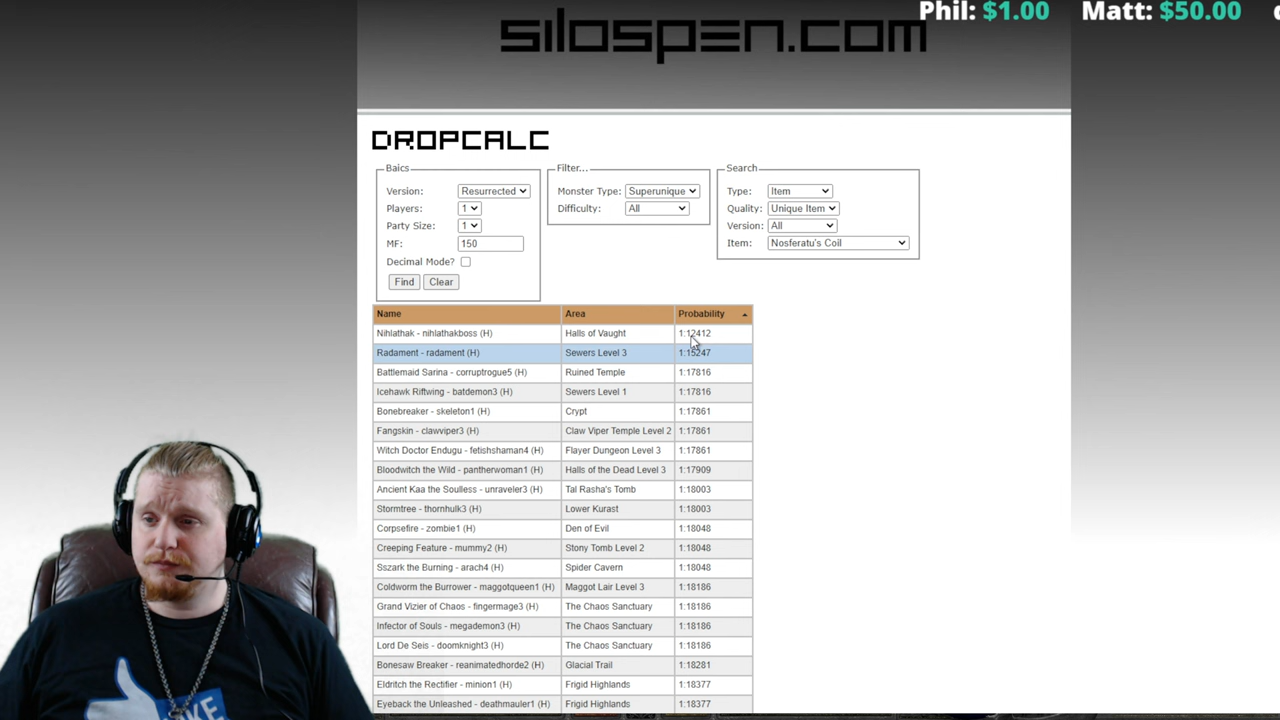 Phil: $1.00 Matt: $50.00
silospen.com
DROPCALC
Baics
Version: Resurrected
Players: 1
Party Size: 1
MF: 150
Decimal Mode?
Find Clear
Filter...
Monster Type: Superunique
Difficulty: All
Search
Type: Item
Quality: Unique Item
Version: All
Item: Nosferatu's Coil
Name Area Probability
Nihlathak - nihlathakboss (H) Halls of Vaught 1:12412
Radament - radament (H) Sewers Level 3 1:15247
Battlemaid Sarina - corruptrogue5 (H) Ruined Temple 1:17816
Icehawk Riftwing - batdemon3 (H) Sewers Level 1 1:17816
Bonebreaker - skeleton1 (H) Crypt 1:17861
Fangskin - clawviper3 (H) Claw Viper Temple Level 2 1:17861
Witch Doctor Endugu - fetishshaman4 (H) Flayer Dungeon Level 3 1:17861
Bloodwitch the Wild - pantherwoman1 (H) Halls of the Dead Level 3 1:17909
Ancient Kaa the Soulless - unraveler3 (H) Tal Rasha's Tomb 1:18003
Stormtree - thornhulk3 (H) Lower Kurast 1:18003
Corpsefire - zombie1 (H) Den of Evil 1:18048
Creeping Feature - mummy2 (H) Stony Tomb Level 2 1:18048
Sszark the Burning - arach4 (H) Spider Cavern 1:18048
Coldworm the Burrower - maggotqueen1 (H) Maggot Lair Level 3 1:18186
Grand Vizier of Chaos - fingermage3 (H) The Chaos Sanctuary 1:18186
Infector of Souls - megademon3 (H) The Chaos Sanctuary 1:18186
Lord De Seis - doomknight3 (H) The Chaos Sanctuary 1:18186
Bonesaw Breaker - reanimatedhorde2 (H) Glacial Trail 1:18281
Eldritch the Rectifier - minion1 (H) Frigid Highlands 1:18377
Eyeback the Unleashed - deathmauler1 (H) Frigid Highlands 1:18377